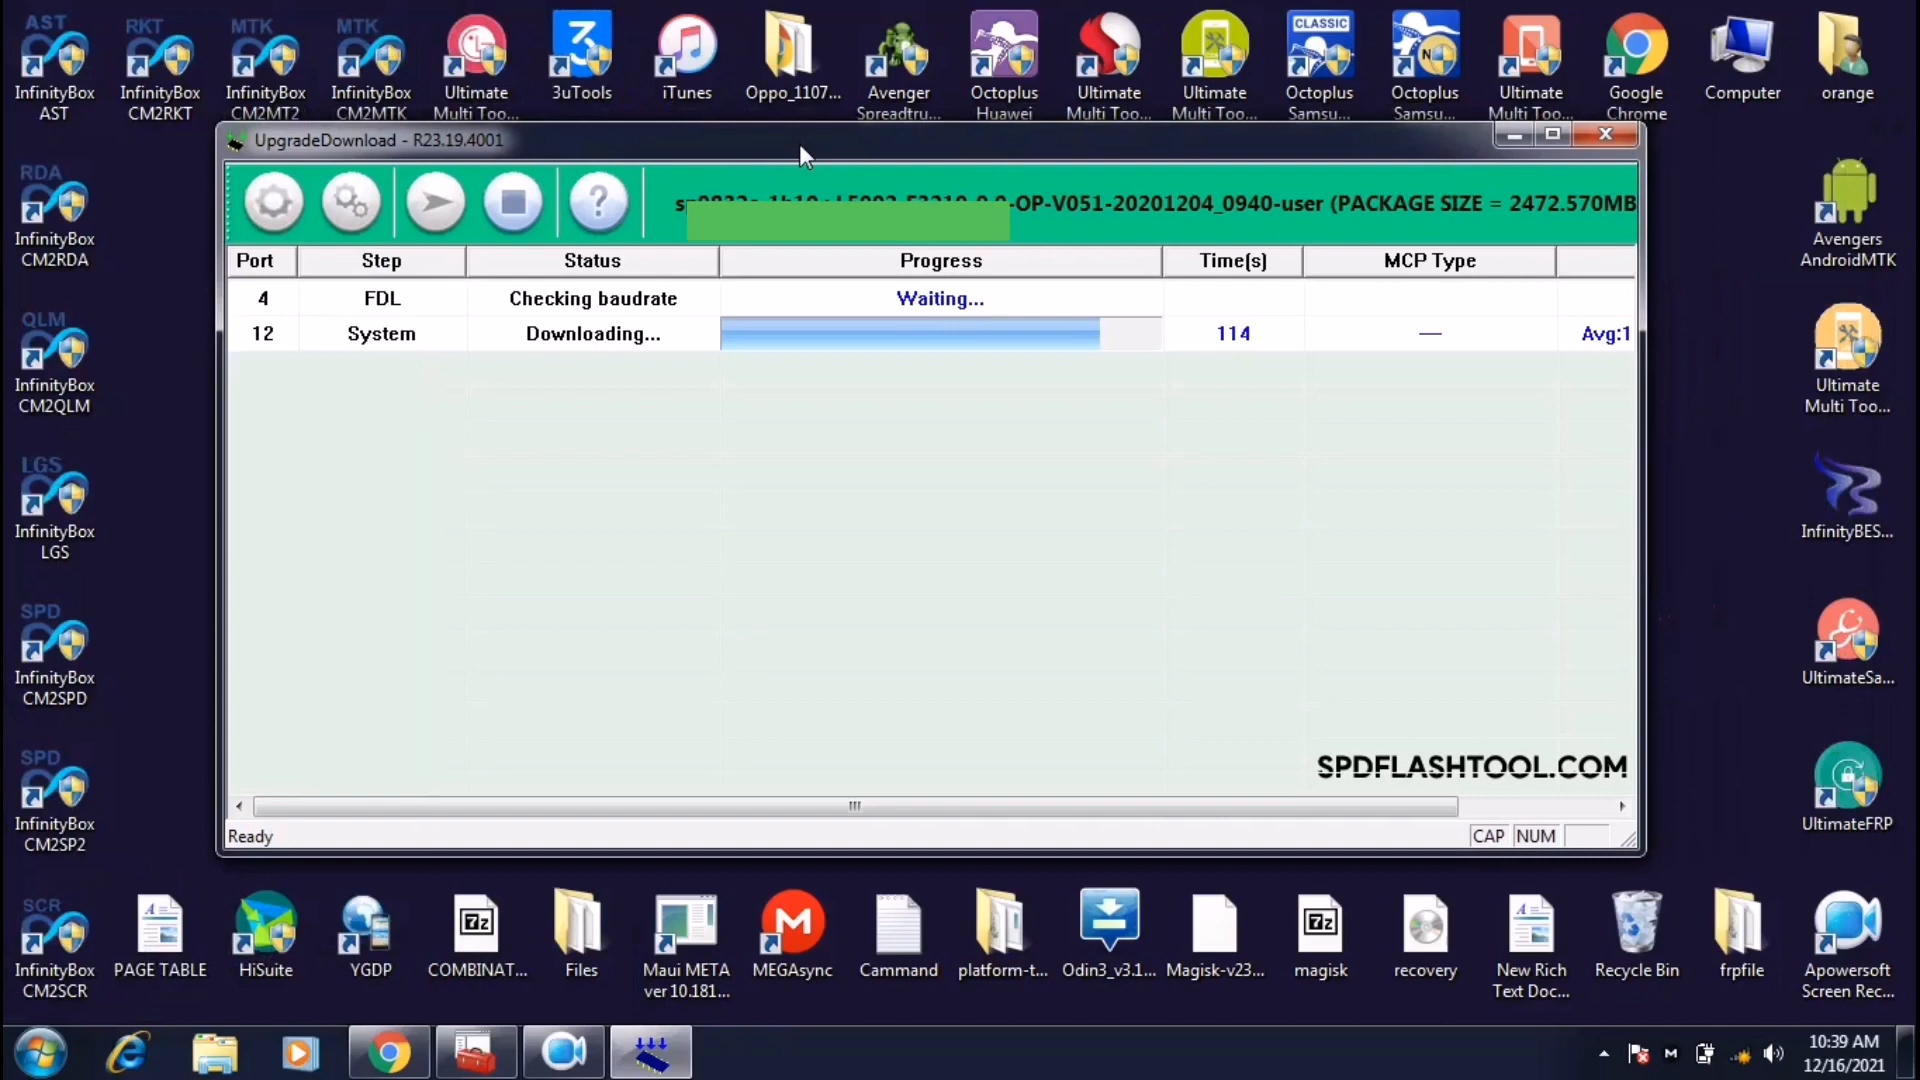 AST
RKT
MTK
MTK
CLASSIC
InfinityBox
AST
InfinityBox
CM2RKT
InfinityBox
CM2MT2
InfinityBox
CM2MTK
Ultimate
Multi Too...
3uTools
iTunes
Oppo_1107...
Avenger
Spreadtru...
Octoplus
Huawei
Ultimate
Multi Too...
Ultimate
Multi Too...
Octoplus
Samsu...
Octoplus
Samsu...
Ultimate
Multi Too...
Google
Chrome
Computer
orange
UpgradeDownload - R23.19.4001
-OP-V051-20201204_0940-user (PACKAGE SIZE = 2472.570MB
Port Step Status Progress Time(s) MCP Type
4 FDL Checking baudrate Waiting...
12 System Downloading... 114 — Avg:1
SPDFLASHTOOL.COM
Ready
CAP NUM
RDA
InfinityBox
CM2RDA
QLM
InfinityBox
CM2QLM
LGS
InfinityBox
LGS
SPD
InfinityBox
CM2SPD
SPD
InfinityBox
CM2SP2
SCR
InfinityBox
CM2SCR
Avengers
AndroidMTK
Ultimate
Multi Too...
InfinityBES...
UltimateSa...
UltimateFRP
PAGE TABLE
HiSuite
YGDP
7z
COMBINAT...
Files
Maui META
ver 10.181...
MEGAsync
Cammand
platform-t...
Odin3_v3.1...
Magisk-v23...
7z
magisk
recovery
New Rich
Text Doc...
Recycle Bin
frpfile
Apowersoft
Screen Rec...
10:39 AM
12/16/2021